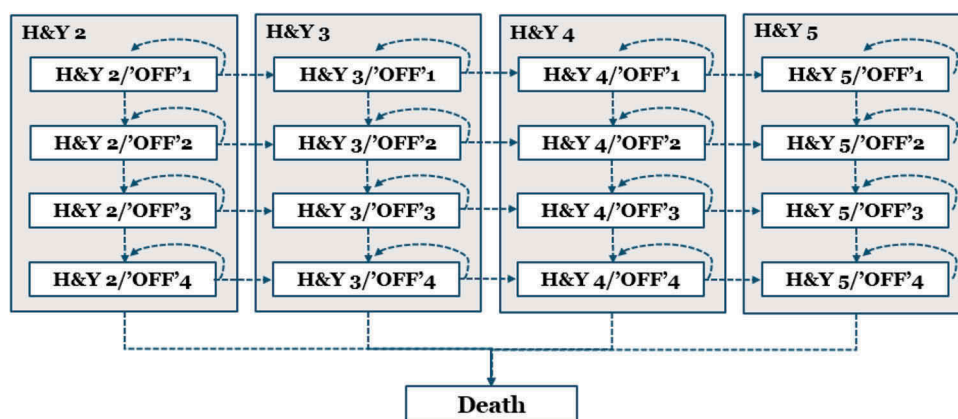 H&Y 2
H&Y 3
H&Y 4
H&Y 5
H&Y 2/'OFF'1
H&Y 3/'OFF'1
H&Y 4/'OFF'1
H&Y 5/'OFF'1
H&Y 2/'OFF'2
H&Y 3/'OFF'2
H&Y 4/'OFF'2
H&Y 5/'OFF'2
H&Y 2/'OFF'3
H&Y 3/'OFF'3
H&Y 4/'OFF'3
H&Y 5/'OFF'3
H&Y 2/'OFF'4
H&Y 3/'OFF'4
H&Y 4/'OFF'4
H&Y 5/'OFF'4
Death